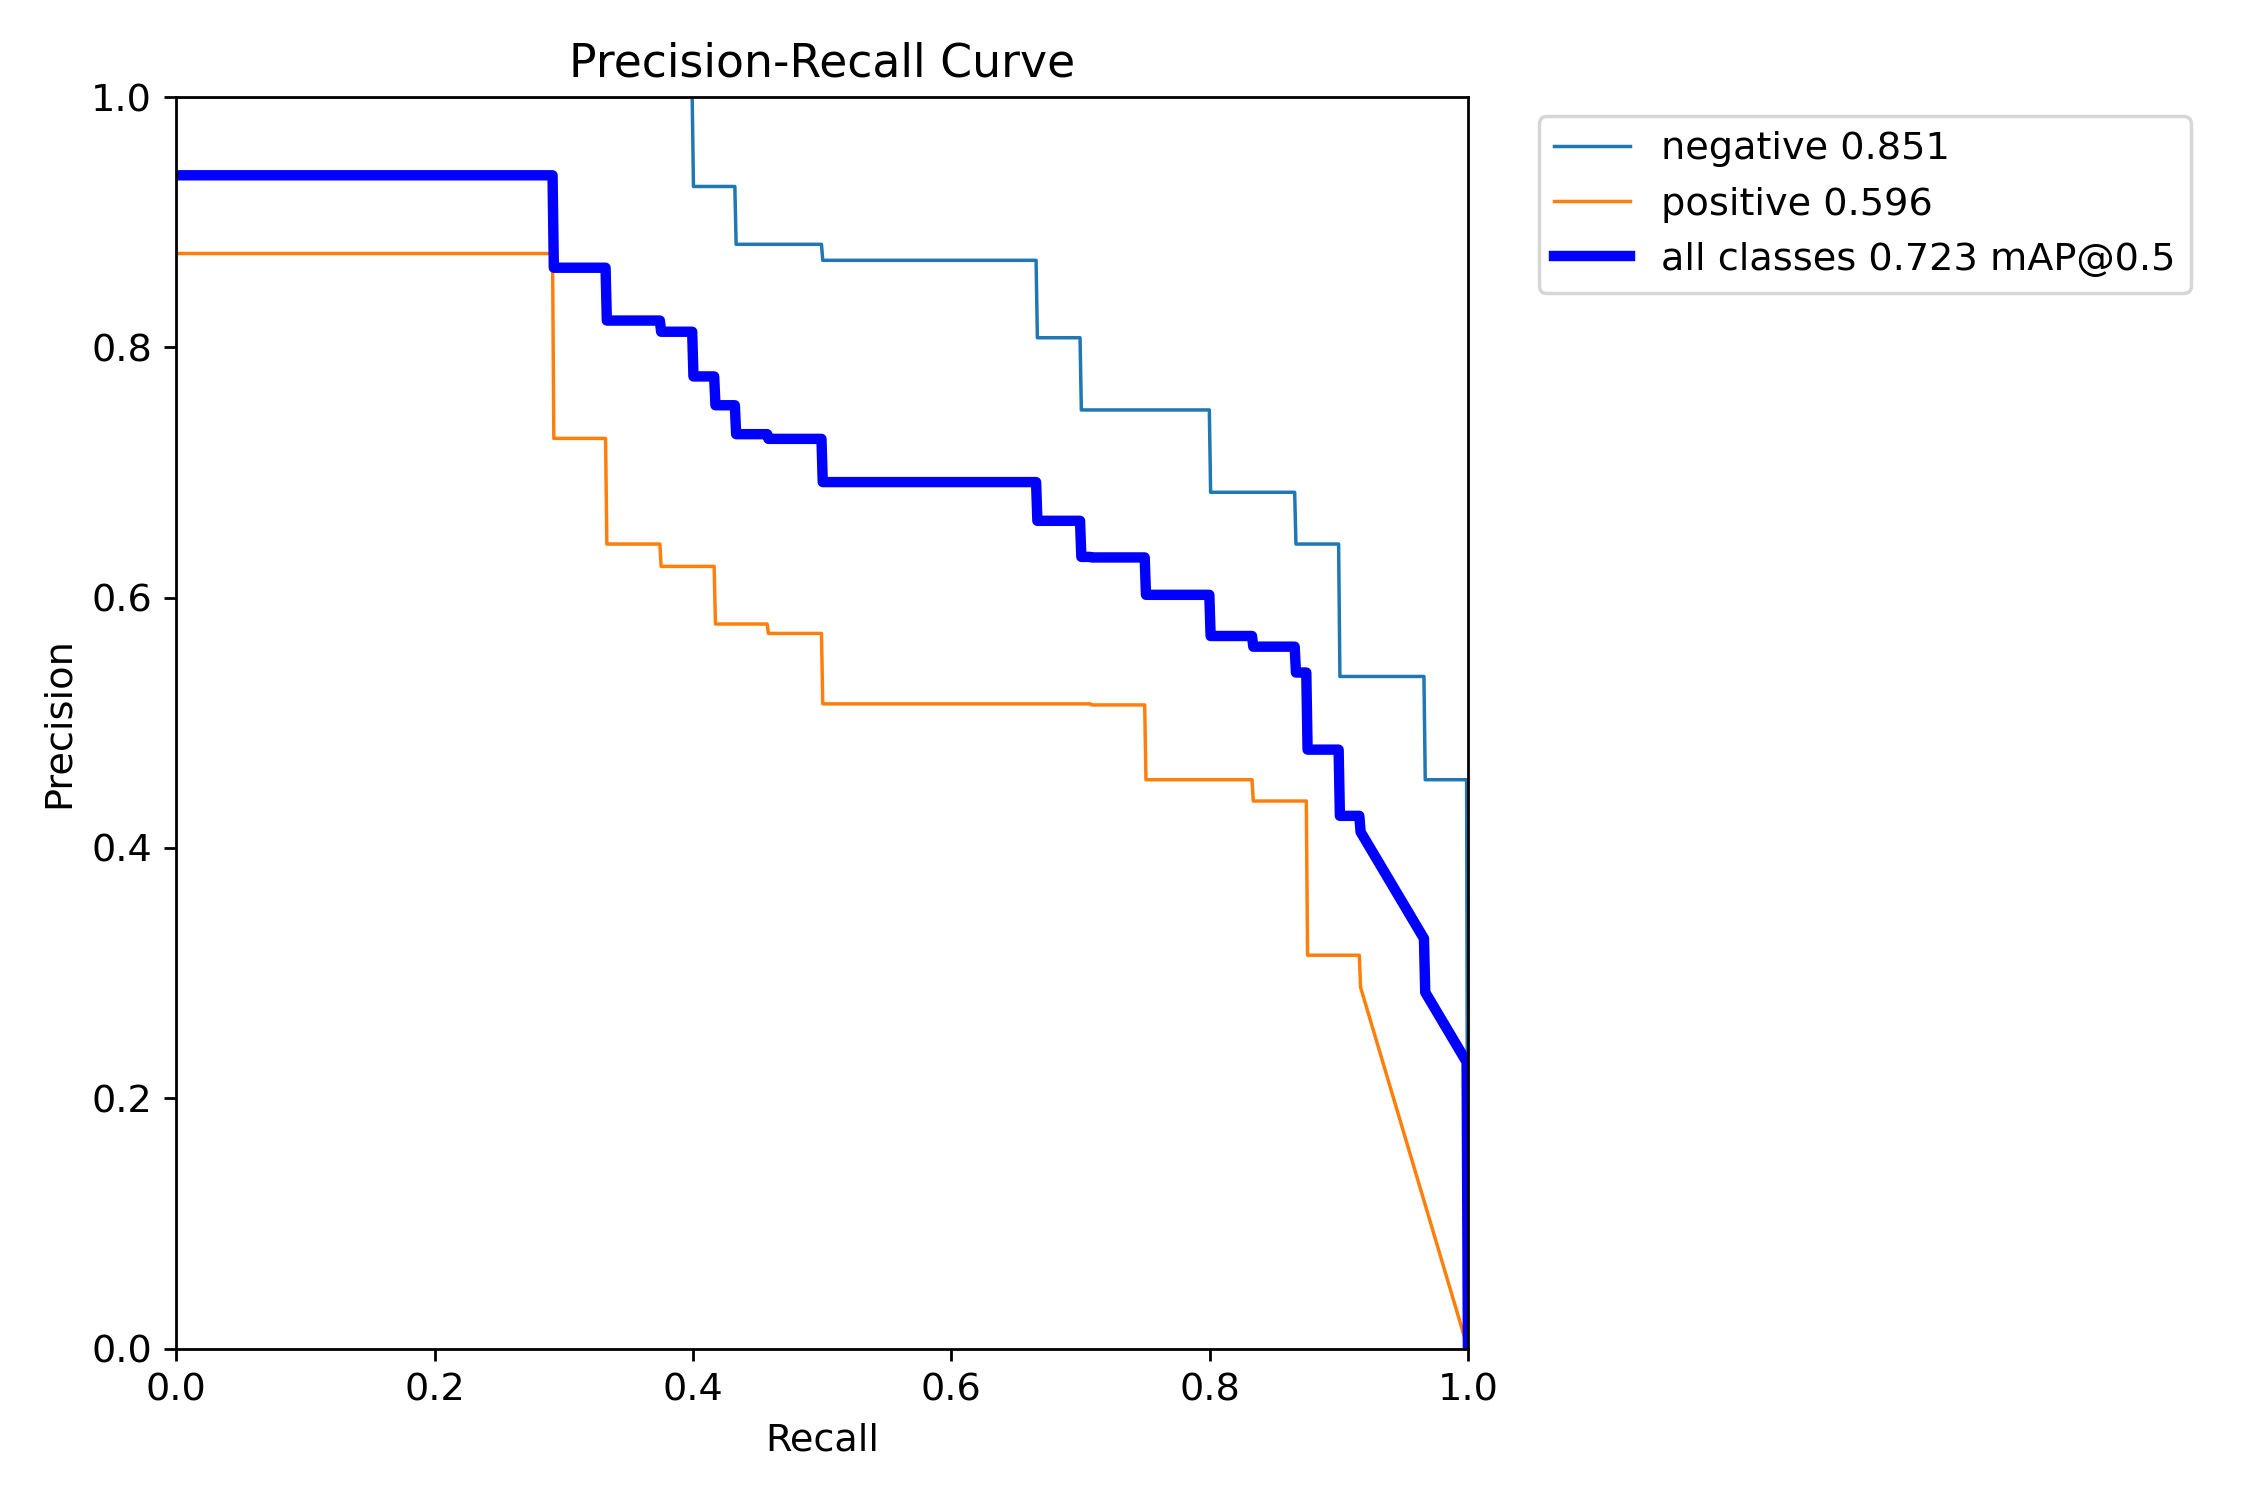 Precision-Recall Curve
1.0
0.8
0.6
0.4
0.2
0.0
Precision
0.0 0.2 0.4 0.6 0.8 1.0
Recall
negative 0.851
positive 0.596
all classes 0.723 mAP@0.5